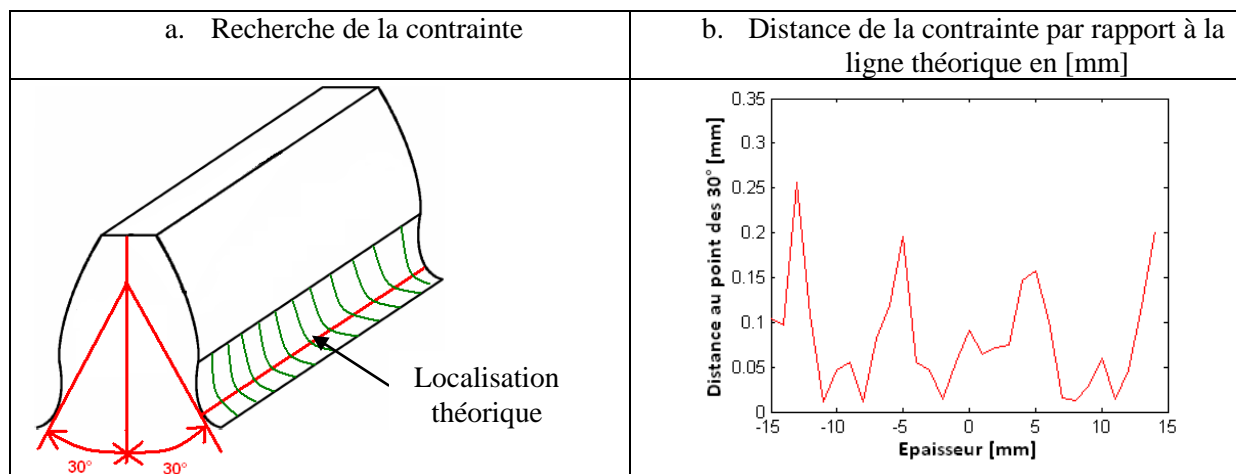 a. Recherche de la contrainte
b. Distance de la contrainte par rapport à la
ligne théorique en [mm]
Localisation
théorique
30°
30°
Distance au point des 30° [mm]
0.35
0.3
0.25
0.2
0.15
0.1
0.05
0
-15
-10
-5
0
5
10
15
Epaisseur [mm]